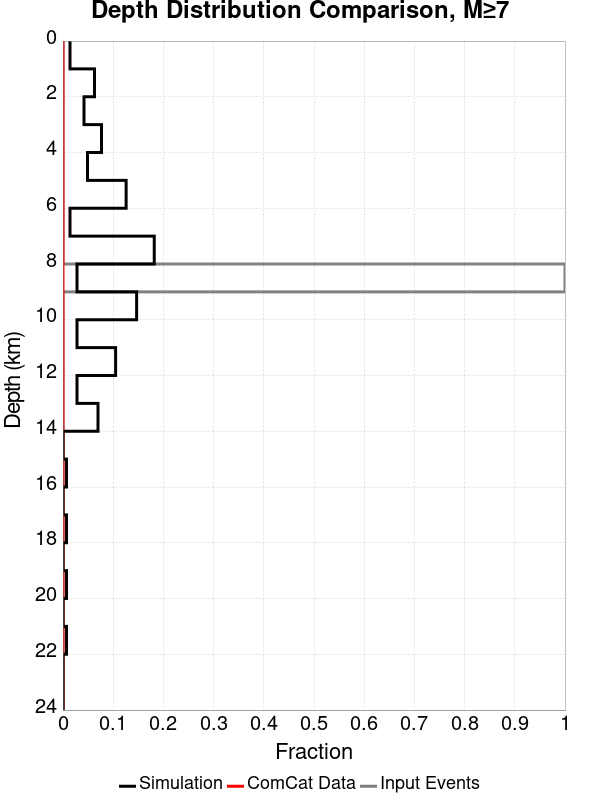 Depth Distribution Comparison, M≥7
0
2
4
6
8
10
12
14
16
18
20
22
24
Depth (km)
0 0.1 0.2 0.3 0.4 0.5 0.6 0.7 0.8 0.9 1
Fraction
Simulation ComCat Data Input Events